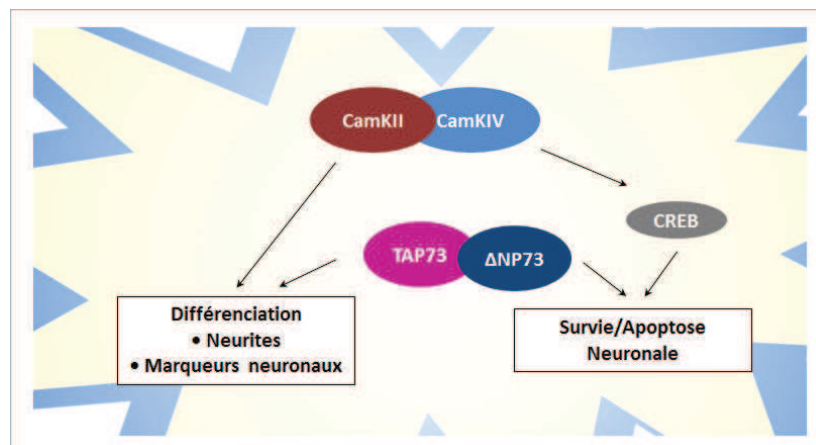 CamKII CamKIV
CREB
TAP73 ΔNP73
Différenciation
• Neurites
• Marqueurs neuronaux
Survie/Apoptose
Neuronale